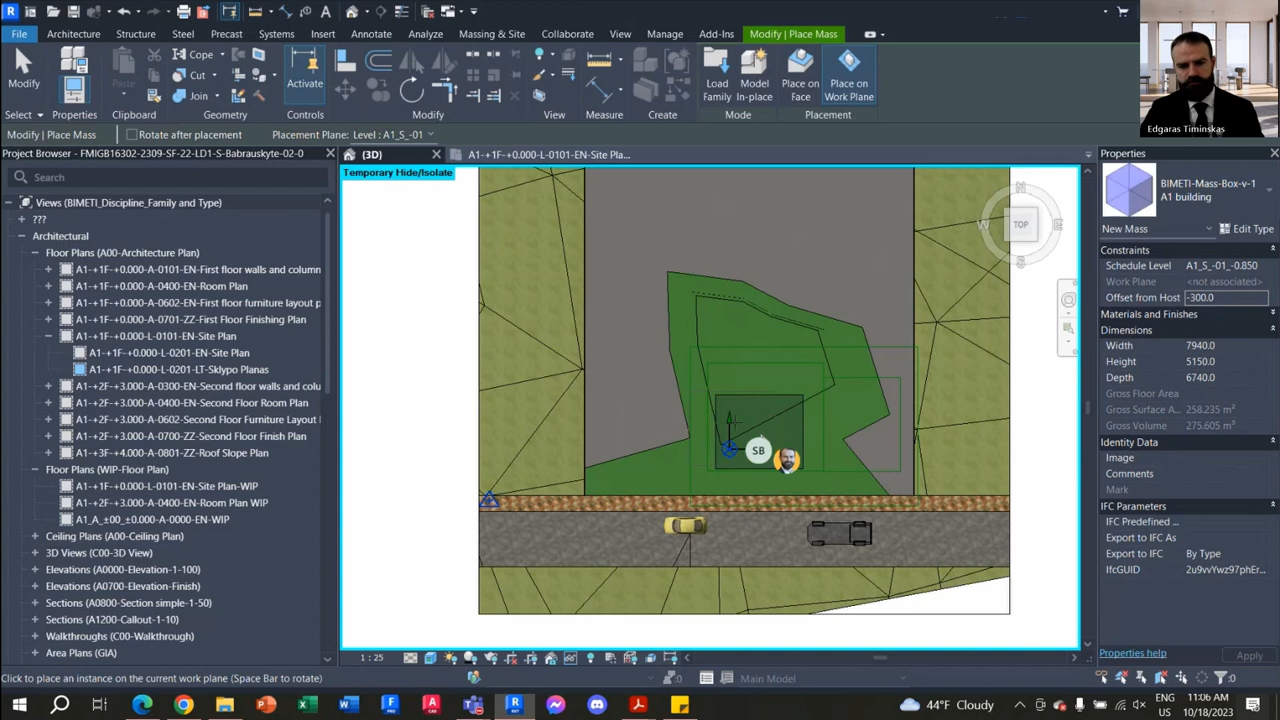 File
Architecture
Structure
Steel
Precast
Systems
Insert
Annotate
Analyze
Massing & Site
Collaborate
View
Manage
Add-Ins
Modify | Place Mass
Modify
Paste
Cope
Cut
Join
Activate
Load Family
Model In-place
Place on Face
Place on Work Plane
Select
Properties
Clipboard
Geometry
Controls
Modify
View
Measure
Create
Mode
Placement
Edgaras Timinskas
Modify | Place Mass
Rotate after placement
Placement Plane: Level : A1_S_-01
Project Browser - FMIGB16302-2309-SF-22-LD1-S-Babrauskyte-02-0
(3D)
A1-+1F-+0.000-L-0101-EN-Site Pla...
Properties
Search
Temporary Hide/Isolate
Views (BIMETI_Discipline_Family and Type)
???
Architectural
Floor Plans (A00-Architecture Plan)
A1-+1F-+0.000-A-0101-EN-First floor walls and column
A1-+1F-+0.000-A-0400-EN-Room Plan
A1-+1F-+0.000-A-0602-EN-First floor furniture layout p
A1-+1F-+0.000-A-0701-ZZ-First Floor Finishing Plan
A1-+1F-+0.000-L-0101-EN-Site Plan
A1-+1F-+0.000-L-0201-EN-Site Plan
A1-+1F-+0.000-L-0201-LT-Sklypo Planas
A1-+2F-+3.000-A-0300-EN-Second floor walls and co
A1-+2F-+3.000-A-0400-EN-Second Floor Room Plan
A1-+2F-+3.000-A-0602-EN-Second Floor Furniture Lay
A1-+2F-+3.000-A-0700-ZZ-Second Floor Finish Plan
A1-+4F-+3.000-A-0801-ZZ-Roof Slope Plan
Floor Plans (WIP-Floor Plan)
A1-+1F-+0.000-A-0000-EN-Site Plan-WIP
A1-+2F-+0.000-A-0400-EN-Room Plan WIP
A1_A_±00_±0.000-A-0000-EN-WIP
Ceiling Plans (A0-Ceiling Plan)
3D Views (C00-3D View)
Elevations (A0000-Elevation-1-100)
Elevations (A0700-Elevation-Finish)
Sections (A0800-Section simple-1-50)
Sections (A1200-Callout-1-10)
Walkthroughs (C00-Walkthrough)
Area Plans (GIA)
N
W
TOP
E
S
SB
BIMETI-Mass-Box-v-1
A1 building
New Mass
Edit Type
Constraints
Schedule Level A1_S_-01_-0.850
Work Plane <not associated>
Offset from Host -300.0
Materials and Finishes
Dimensions
Width 7940.0
Height 5150.0
Depth 6740.0
Gross Floor Area
Gross Surface A... 258.235 m²
Gross Volume 275.605 m³
Identity Data
Image
Comments
Mark
IFC Parameters
IFC Predefined ...
Export to IFC As
Export to IFC By Type
IfcGUID 2u9vvYwz97phEr...
Properties help
Apply
1 : 25
Click to place an instance on the current work plane (Space Bar to rotate)
:0
Main Model
:0
44°F Cloudy
ENG
US
11:06 AM
10/18/2023